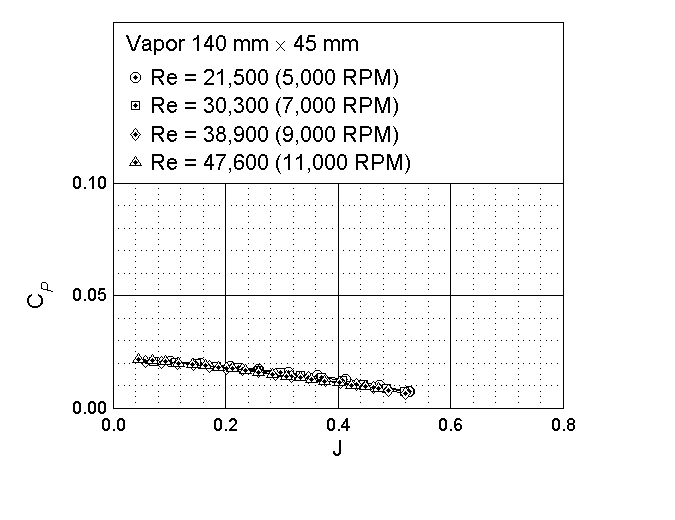 Vapor 140 mm × 45 mm
Re = 21,500 (5,000 RPM)
Re = 30,300 (7,000 RPM)
Re = 38,900 (9,000 RPM)
Re = 47,600 (11,000 RPM)
0.10
0.05
0.00
C_P
0.0 0.2 0.4 0.6 0.8
J